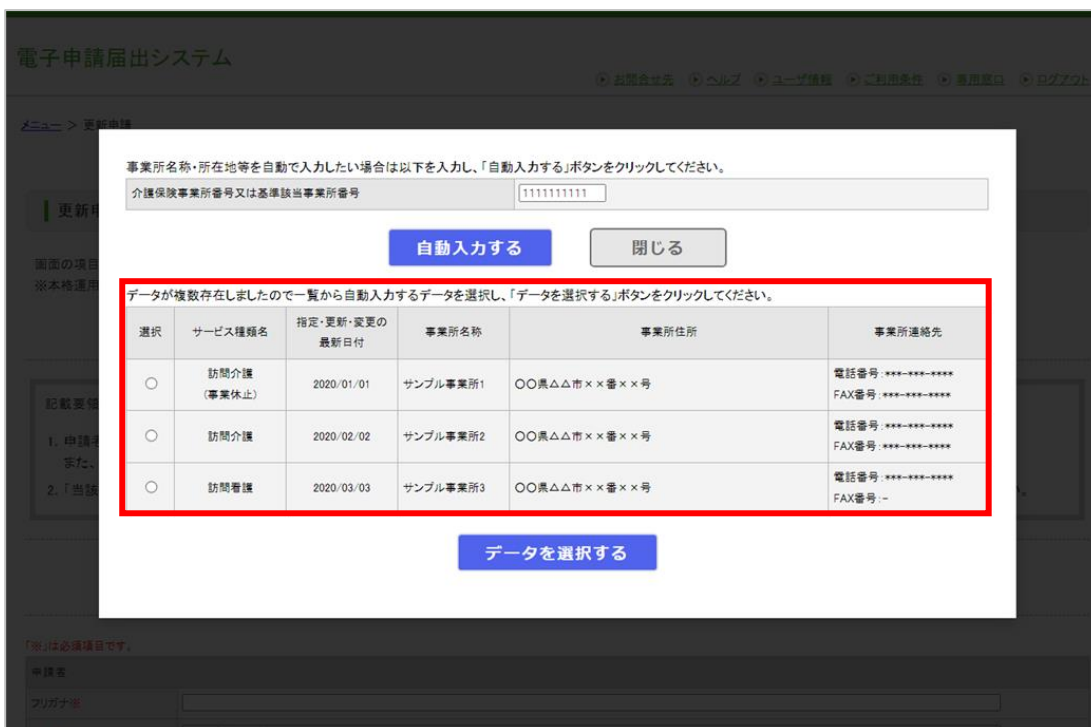 電子申請届出システム
お問合せ先 ヘルプ ユーザ情報 ご利用条件 専用窓口 ログアウト
メニュー > 更新申請
事業所名称・所在地等を自動で入力したい場合は以下を入力し、「自動入力する」ボタンをクリックしてください。
介護保険事業所番号又は基準該当事業所番号 1111111111
更新申
自動入力する 閉じる
画面の項目
※本格運用
データが複数存在しましたので一覧から自動入力するデータを選択し、「データを選択する」ボタンをクリックしてください。
選択 サービス種類名 指定・更新・変更の最新日付 事業所名称 事業所住所 事業所連絡先
訪問介護(事業休止) 2020/01/01 サンプル事業所1 〇〇県△△市××番××号 電話番号:***-***-**** FAX番号:***-***-****
訪問介護 2020/02/02 サンプル事業所2 〇〇県△△市××番××号 電話番号:***-***-**** FAX番号:***-***-****
訪問看護 2020/03/03 サンプル事業所3 〇〇県△△市××番××号 電話番号:***-***-**** FAX番号:-
記載要領
1. 申請者
また、
2.「当該 い。
データを選択する
「※」は必須項目です。
申請者
フリガナ※